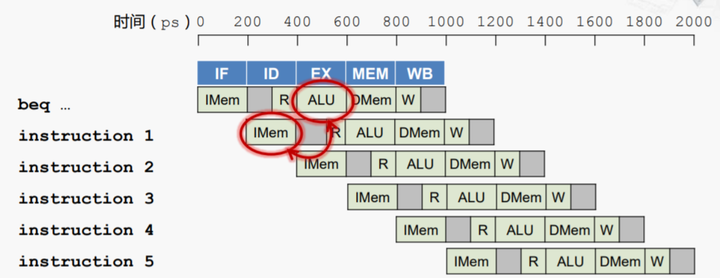 时间（ps） 0 200 400 600 800 1000 1200 1400 1600 1800 2000
IF ID EX MEM WB
beq … IMem R ALU DMem W
instruction 1 IMem R ALU DMem W
instruction 2 IMem R ALU DMem W
instruction 3 IMem R ALU DMem W
instruction 4 IMem R ALU DMem W
instruction 5 IMem R ALU DMem W